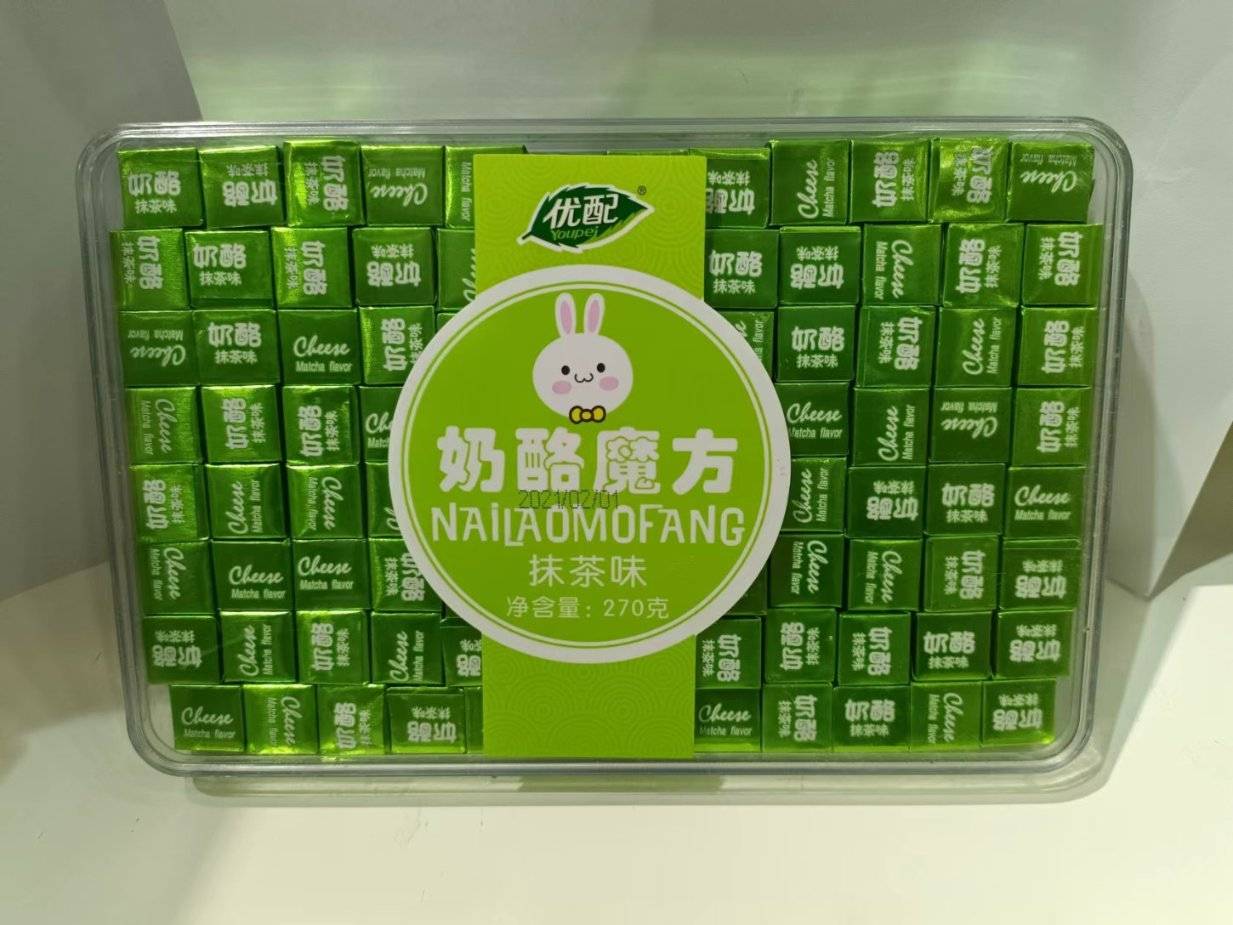 优配®
Youpei
奶酪魔方
2021/02/01
NAILAOMOFANG
抹茶味
净含量：270克
奶酪
抹茶味
Cheese
Matcha flavor